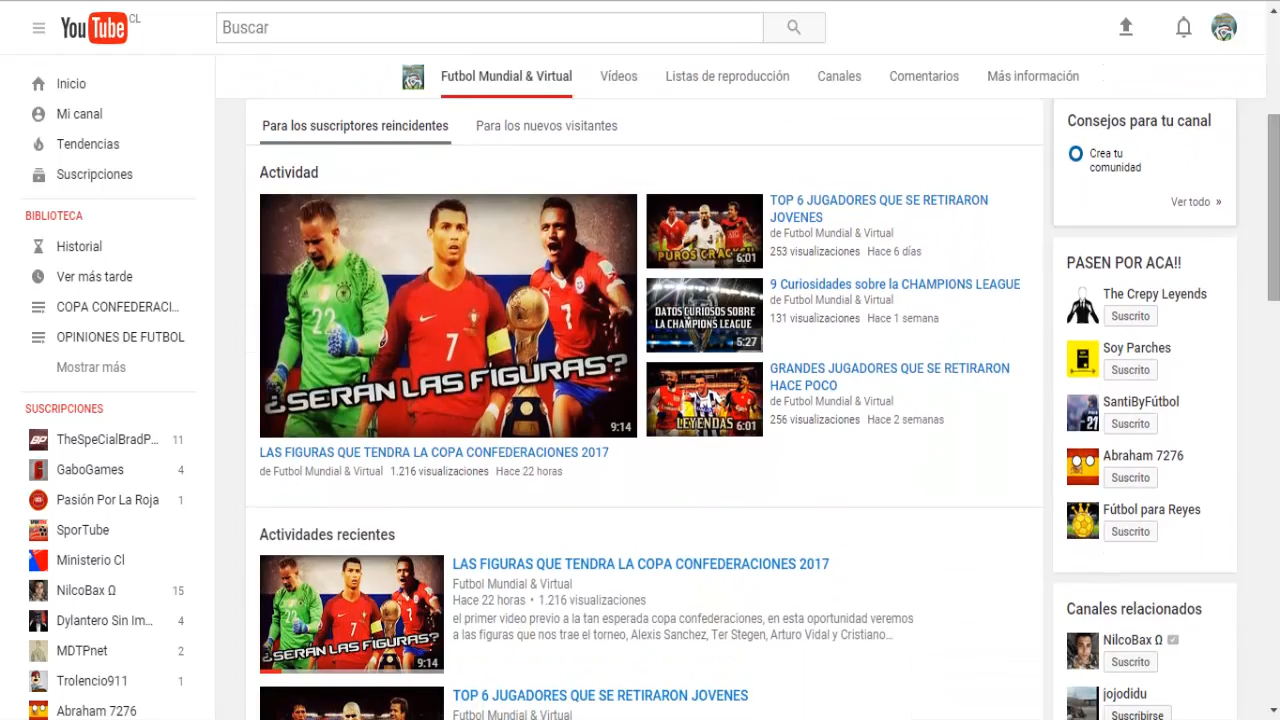 YouTube CL
Buscar
Inicio
Mi canal
Tendencias
Suscripciones
BIBLIOTECA
Historial
Ver más tarde
COPA CONFEDERACI...
OPINIONES DE FUTBOL
Mostrar más
SUSCRIPCIONES
TheSpeCialBradP... 11
GaboGames 4
Pasión Por La Roja 1
SporTube
Ministerio Cl
NilcoBax Ω 15
Dylantero Sin Im... 4
MDTPnet 2
Trolencio911 1
Abraham 7276
Futbol Mundial & Virtual
Vídeos
Listas de reproducción
Canales
Comentarios
Más información
Para los suscriptores reincidentes
Para los nuevos visitantes
Actividad
22
7
7
¿SERÁN LAS FIGURAS?
9:14
LAS FIGURAS QUE TENDRA LA COPA CONFEDERACIONES 2017
de Futbol Mundial & Virtual 1.216 visualizaciones Hace 22 horas
PUROS CRACKS!!
6:01
TOP 6 JUGADORES QUE SE RETIRARON
JOVENES
de Futbol Mundial & Virtual
253 visualizaciones Hace 6 días
DATOS CURIOSOS SOBRE
LA CHAMPIONS LEAGUE
5:27
9 Curiosidades sobre la CHAMPIONS LEAGUE
de Futbol Mundial & Virtual
131 visualizaciones Hace 1 semana
LEYENDAS
6:01
GRANDES JUGADORES QUE SE RETIRARON
HACE POCO
de Futbol Mundial & Virtual
256 visualizaciones Hace 2 semanas
Actividades recientes
22
7
¿SERÁN LAS FIGURAS?
9:14
LAS FIGURAS QUE TENDRA LA COPA CONFEDERACIONES 2017
Futbol Mundial & Virtual
Hace 22 horas • 1.216 visualizaciones
el primer video previo a la tan esperada copa confederaciones, en esta oportunidad veremos
a las figuras que nos trae el torneo, Alexis Sanchez, Ter Stegen, Arturo Vidal y Cristiano...
TOP 6 JUGADORES QUE SE RETIRARON JOVENES
Futbol Mundial & Virtual
Consejos para tu canal
Crea tu
comunidad
Ver todo »
PASEN POR ACA!!
The Crepy Leyends
Suscrito
Soy Parches
Suscrito
SantiByFútbol
Suscrito
Abraham 7276
Suscrito
Fútbol para Reyes
Suscrito
Canales relacionados
NilcoBax Ω
Suscrito
jojodidu
Suscribirse